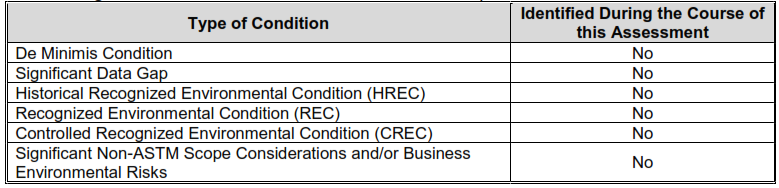 Type of Condition
Identified During the Course of
this Assessment
De Minimis Condition No
Significant Data Gap No
Historical Recognized Environmental Condition (HREC) No
Recognized Environmental Condition (REC) No
Controlled Recognized Environmental Condition (CREC) No
Significant Non-ASTM Scope Considerations and/or Business
Environmental Risks
No